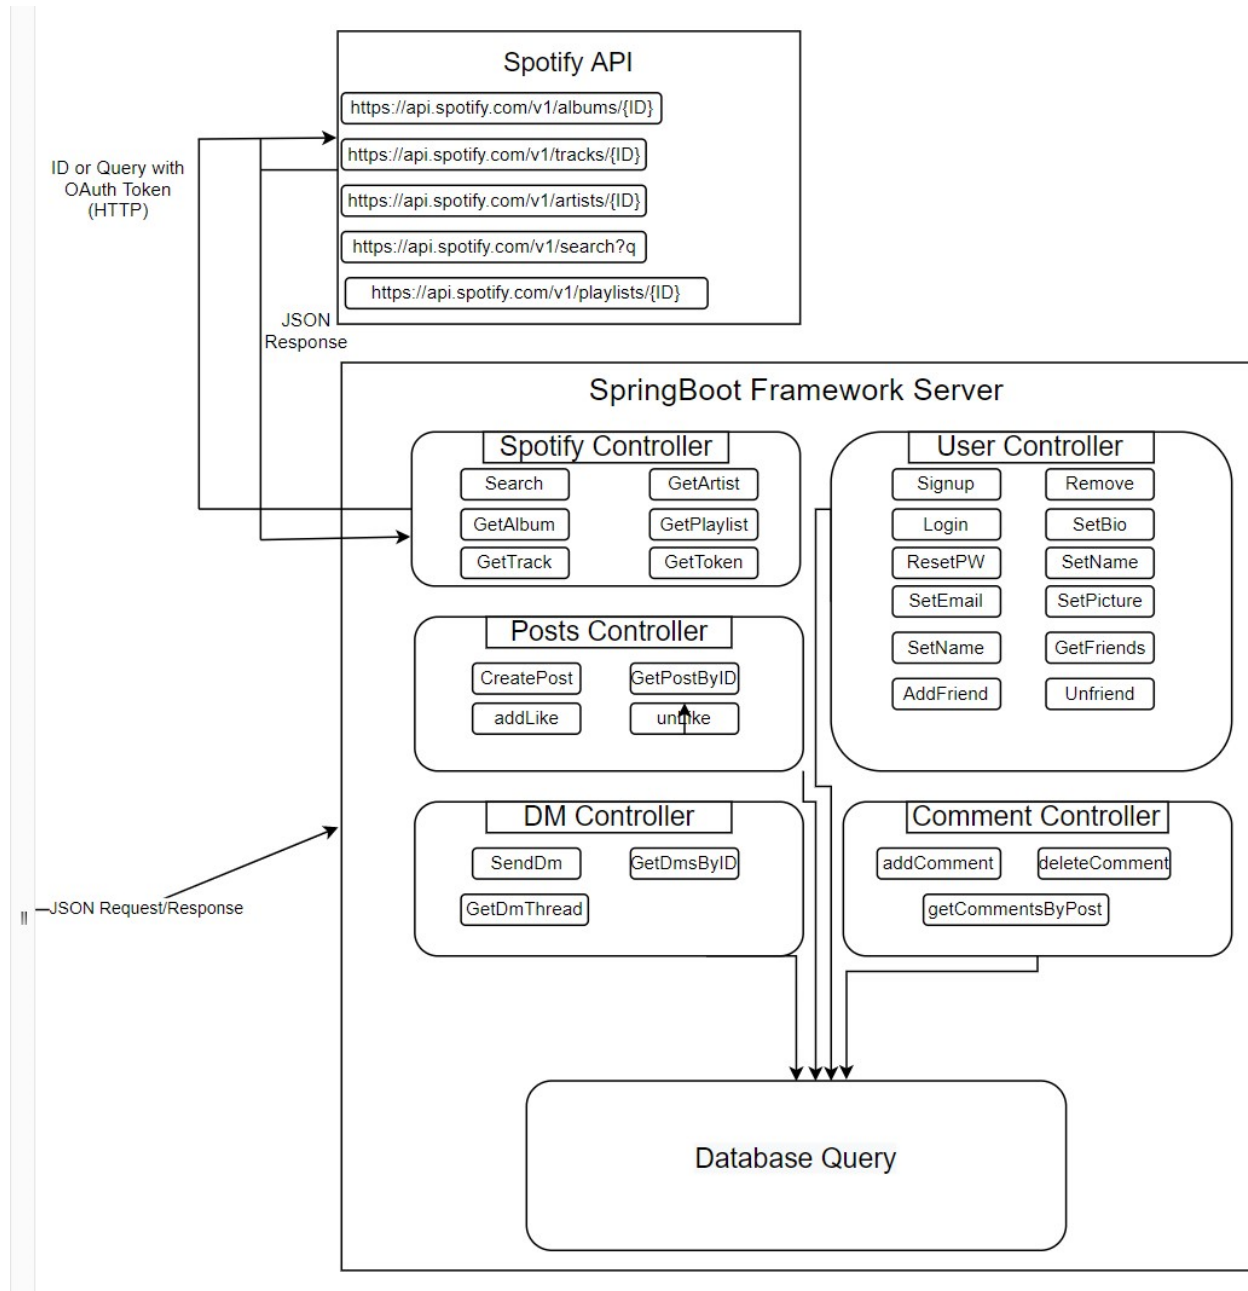 Spotify API
https://api.spotify.com/v1/albums/{ID}
https://api.spotify.com/v1/tracks/{ID}
https://api.spotify.com/v1/artists/{ID}
https://api.spotify.com/v1/search?q
https://api.spotify.com/v1/playlists/{ID}
ID or Query with
OAuth Token
(HTTP)
JSON
Response
SpringBoot Framework Server
Spotify Controller
Search
GetArtist
GetAlbum
GetPlaylist
GetTrack
GetToken
User Controller
Signup
Remove
Login
SetBio
ResetPW
SetName
SetEmail
SetPicture
SetName
GetFriends
AddFriend
Unfriend
Posts Controller
CreatePost
GetPostByID
addLike
unLike
DM Controller
SendDm
GetDmsByID
GetDmThread
Comment Controller
addComment
deleteComment
getCommentsByPost
JSON Request/Response
Database Query